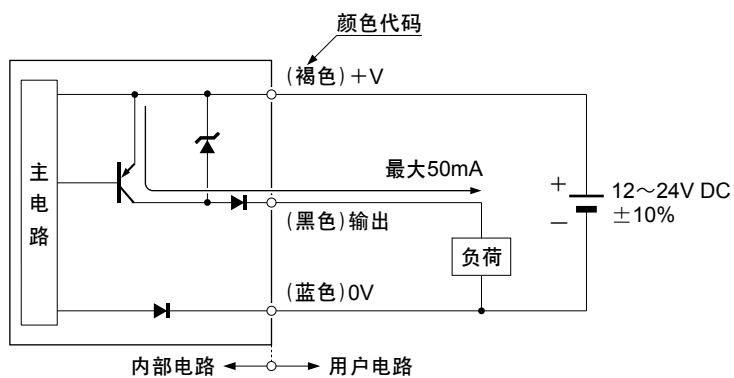 颜色代码
(褐色)＋V
主电路
最大50mA
＋
－
12～24V DC
±10%
(黑色)输出
负荷
(蓝色)0V
内部电路
用户电路